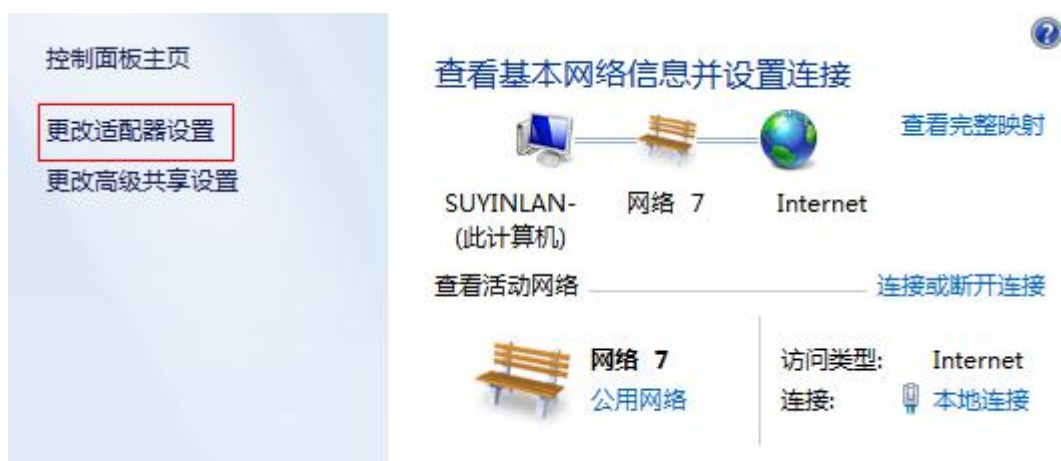 控制面板主页
更改适配器设置
更改高级共享设置
?
查看基本网络信息并设置连接
查看完整映射
SUYINLAN-
(此计算机)
网络 7
Internet
查看活动网络
连接或断开连接
网络 7
公用网络
访问类型: Internet
连接: 本地连接